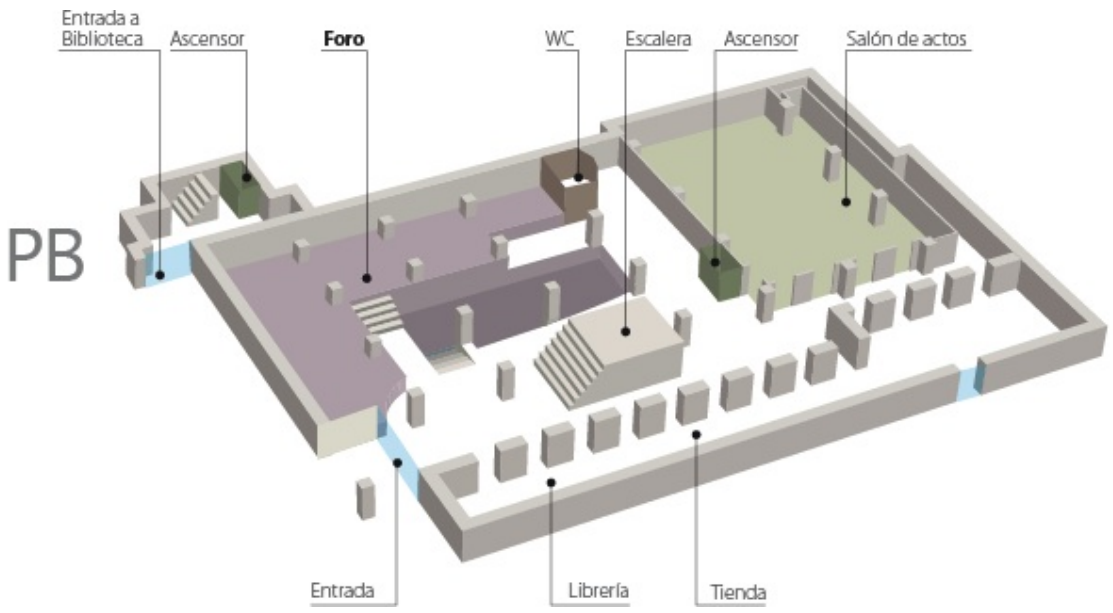 Entrada a
Biblioteca
Ascensor
Foro
WC
Escalera
Ascensor
Salón de actos
PB
Entrada
Librería
Tienda